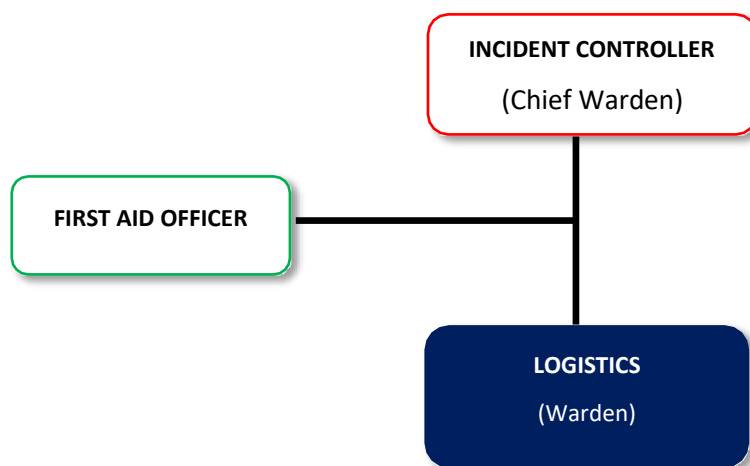 INCIDENT CONTROLLER
(Chief Warden)
FIRST AID OFFICER
LOGISTICS
(Warden)